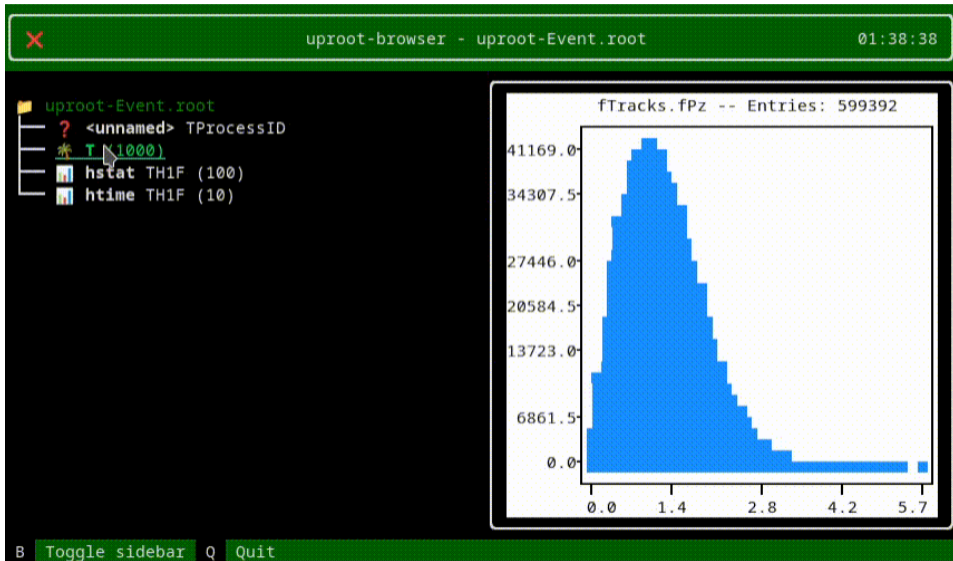 ❌ uproot-browser - uproot-Event.root 01:38:38
📁 uproot-Event.root
❓ <unnamed> TProcessID
🌴 T (1000)
📊 hstat TH1F (100)
📊 htime TH1F (10)
fTracks.fPz -- Entries: 599392
41169.0
34307.5
27446.0
20584.5
13723.0
6861.5
0.0
0.0 1.4 2.8 4.2 5.7
B Toggle sidebar Q Quit